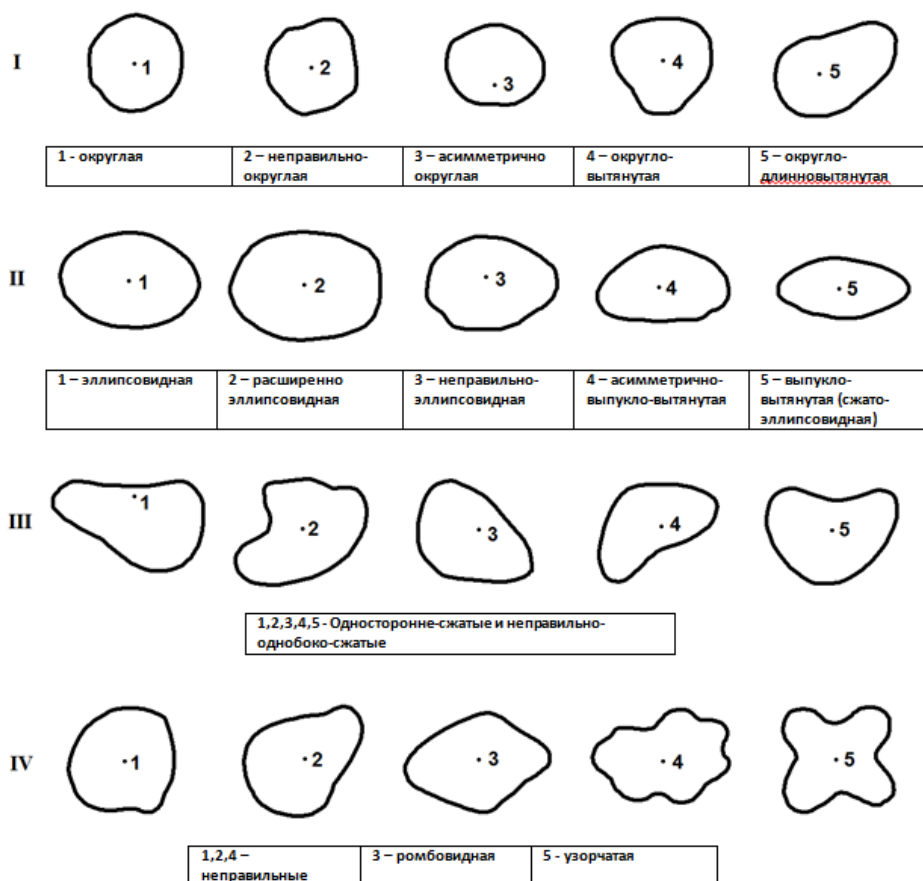 I
1
2
3
4
5
1 - округлая
2 – неправильно-
округлая
3 – асимметрично
округлая
4 – округло-
вытянутая
5 – округло-
длинновытянутая
II
1
2
3
4
5
1 – эллипсовидная
2 – расширенно
эллипсовидная
3 – неправильно-
эллипсовидная
4 – асимметрично-
выпукло-вытянутая
5 – выпукло-
вытянутая (сжато-
эллипсовидная)
III
1
2
3
4
5
1,2,3,4,5 - Односторонне-сжатые и неправильно-
однобоко-сжатые
IV
1
2
3
4
5
1,2,4 –
неправильные
3 – ромбовидная
5 - узорчатая